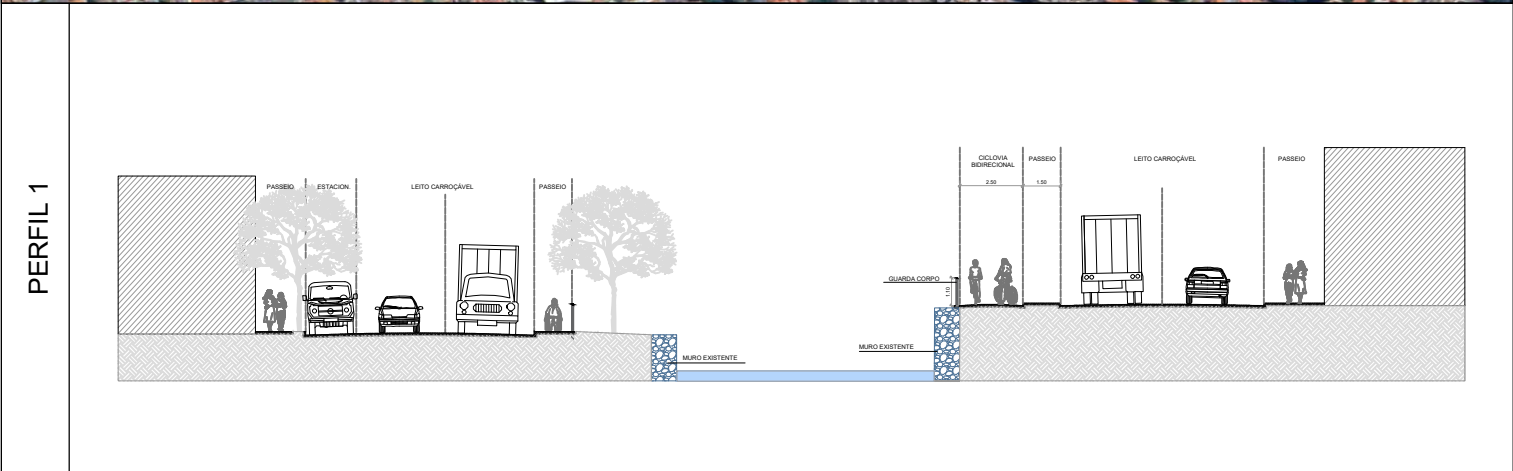 PERFIL 1
PASSEIO
ESTACION.
LEITO CARROÇÁVEL
PASSEIO
MURO EXISTENTE
CICLOVIA
BIDIRECIONAL
PASSEIO
LEITO CARROÇÁVEL
PASSEIO
2.50
1.50
GUARDA CORPO
1.10
MURO EXISTENTE